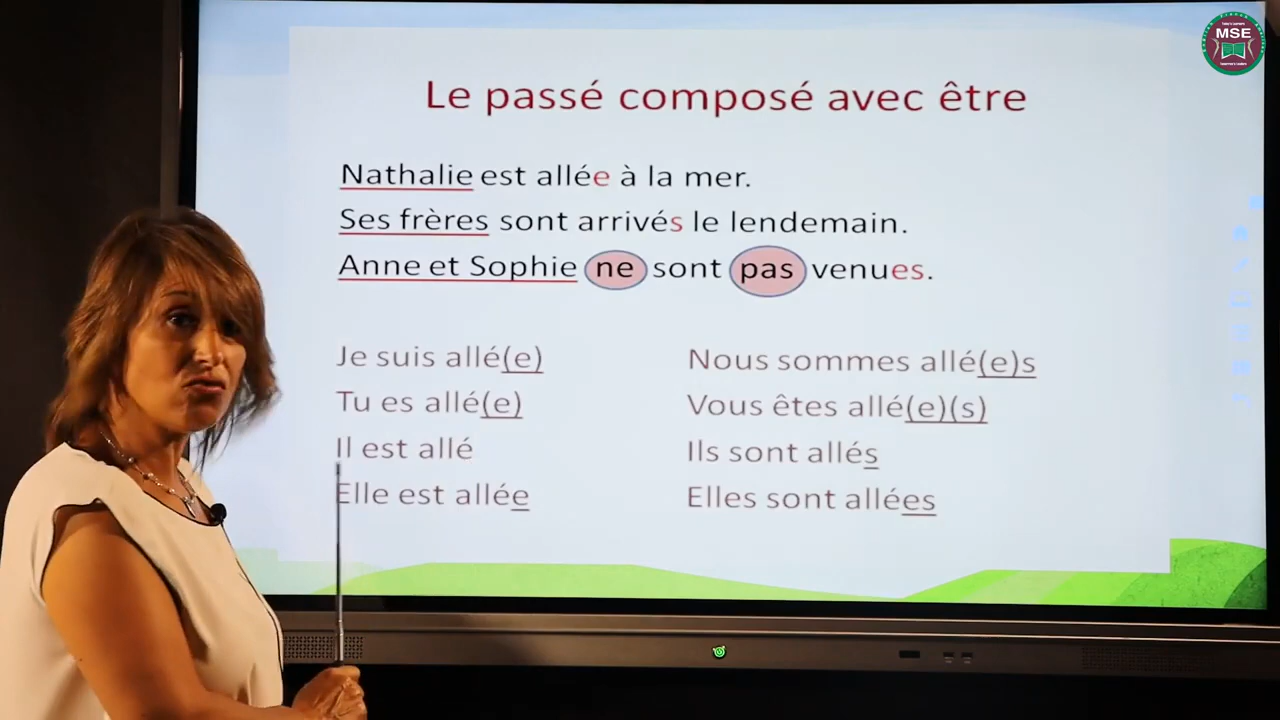 MSE
Le passé composé avec être
Nathalie est allée à la mer.
Ses frères sont arrivés le lendemain.
Anne et Sophie ne sont pas venues.
Je suis allé(e)
Nous sommes allé(e)s
Tu es allé(e)
Vous êtes allé(e)(s)
Il est allé
Ils sont allés
Elle est allée
Elles sont allées